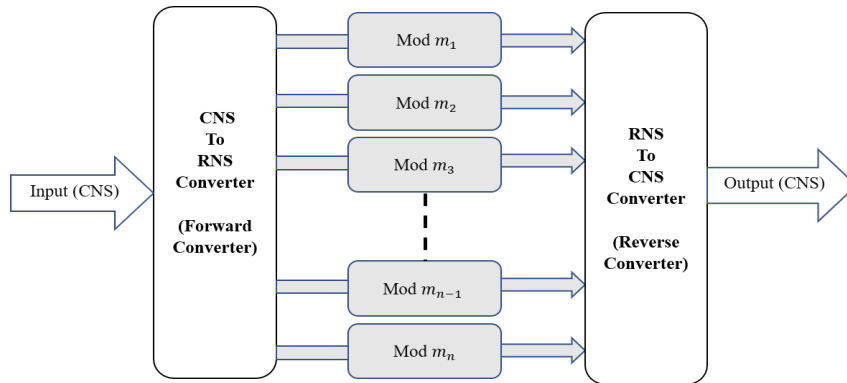 Input (CNS)
CNS
To
RNS
Converter
(Forward
Converter)
Mod m₁
Mod m₂
Mod m₃
Mod mₙ₋₁
Mod mₙ
RNS
To
CNS
Converter
(Reverse
Converter)
Output (CNS)